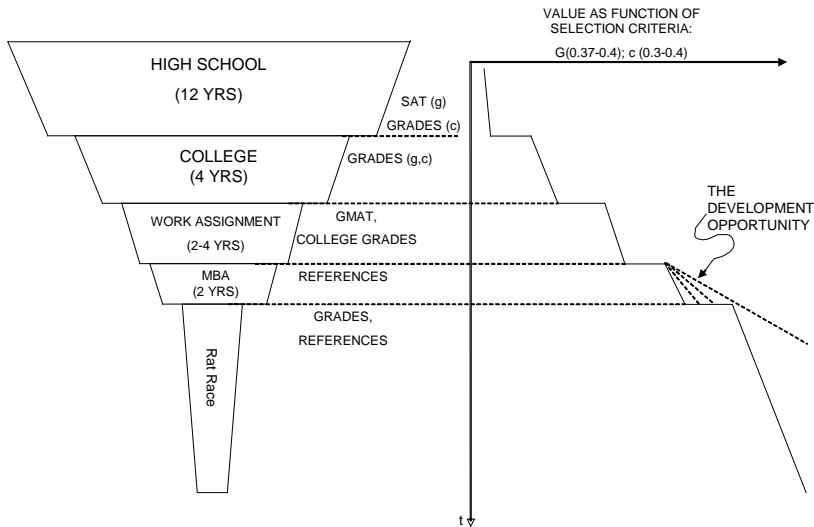 VALUE AS FUNCTION OF
SELECTION CRITERIA:
G(0.37-0.4); c (0.3-0.4)
HIGH SCHOOL
(12 YRS)
SAT (g)
GRADES (c)
COLLEGE
(4 YRS)
GRADES (g,c)
WORK ASSIGNMENT
(2-4 YRS)
GMAT,
COLLEGE GRADES
MBA
(2 YRS)
REFERENCES
GRADES,
REFERENCES
Rat Race
THE
DEVELOPMENT
OPPORTUNITY
t